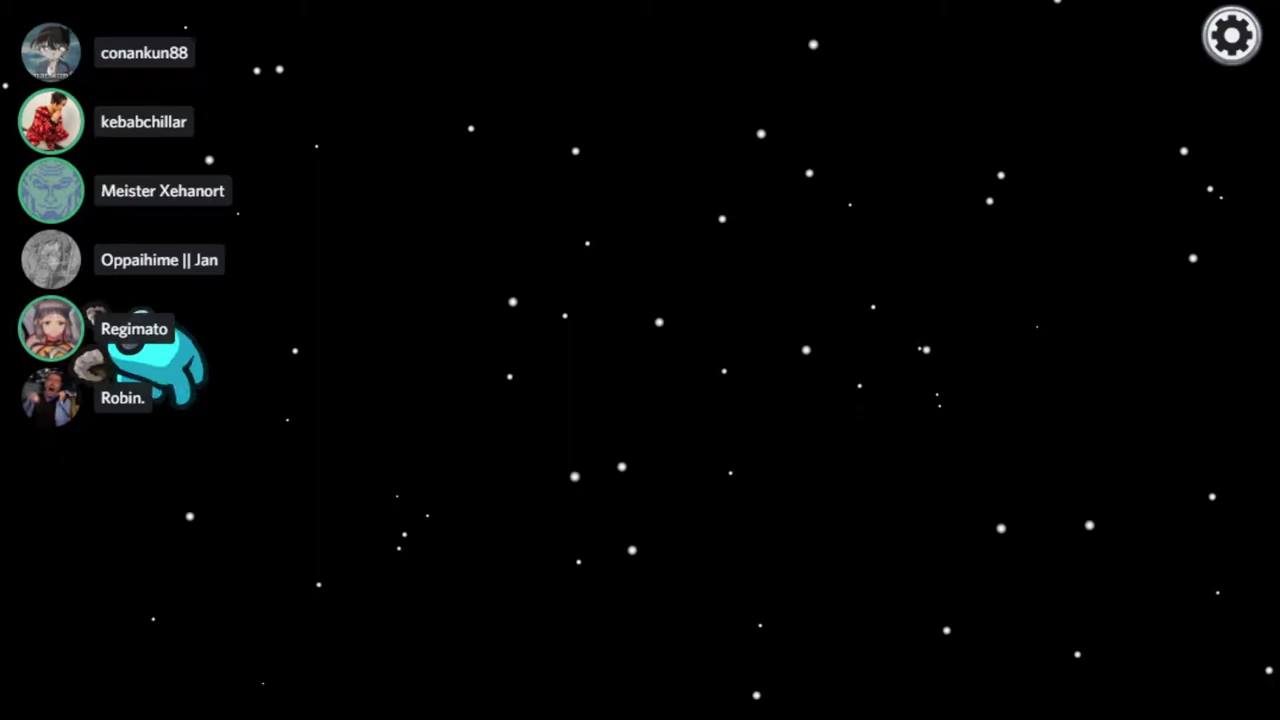 conankun88
kebabchillar
Meister Xehanort
Oppaihime || Jan
Regimato
Robin.